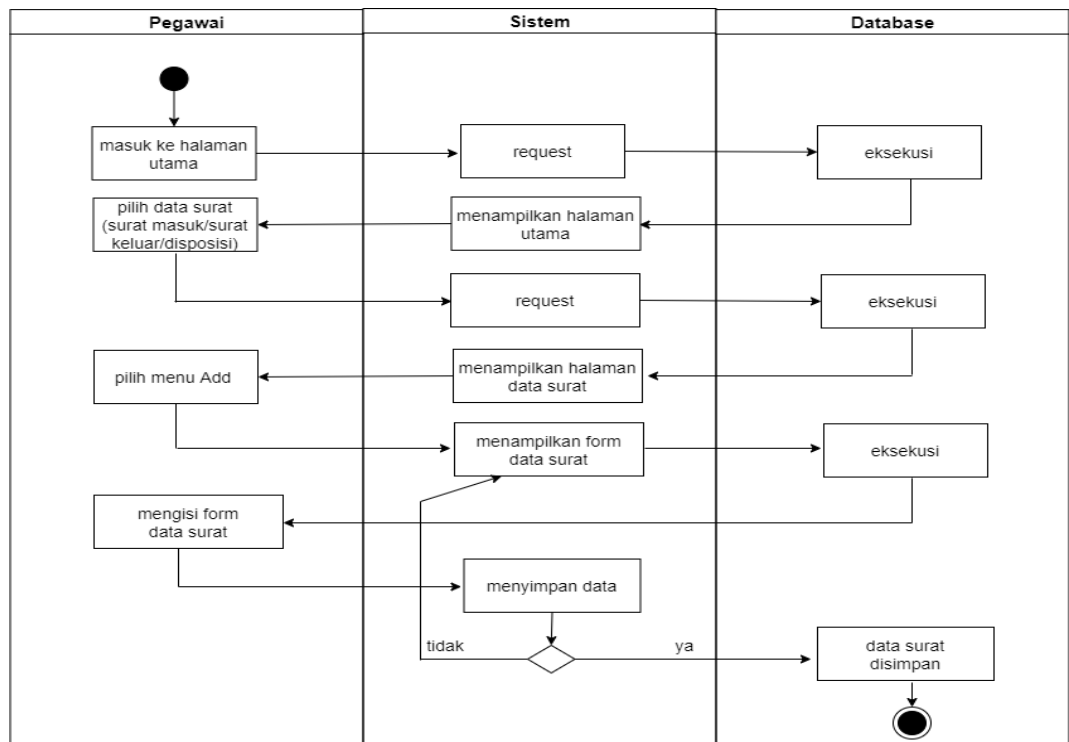 Pegawai
Sistem
Database
masuk ke halaman
utama
request
eksekusi
pilih data surat
(surat masuk/surat
keluar/disposisi)
menampilkan halaman
utama
request
eksekusi
pilih menu Add
menampilkan halaman
data surat
menampilkan form
data surat
eksekusi
mengisi form
data surat
menyimpan data
tidak
ya
data surat
disimpan